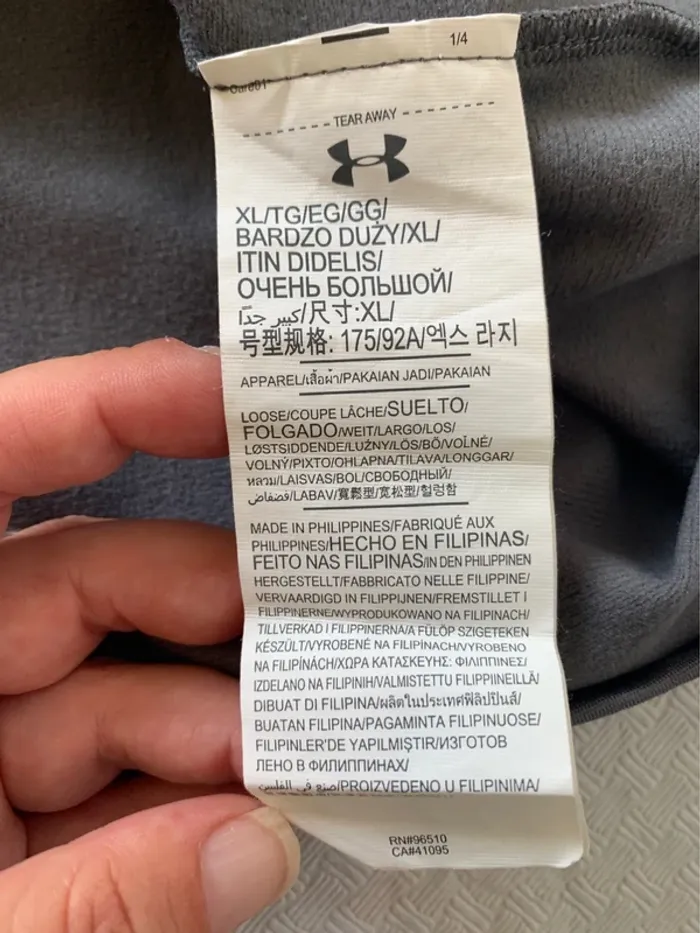 1/4
Care01
TEAR AWAY
XL/TG/EG/GG/
BARDZO DUŻY/XL/
ITIN DIDELIS/
ОЧЕНЬ БОЛЬШОЙ/
كبير جدًا/尺寸:XL/
号型规格: 175/92A/엑스 라지
APPAREL/เสื้อผ้า/PAKAIAN JADI/PAKAIAN
LOOSE/COUPE LÂCHE/SUELTO/
FOLGADO/WEIT/LARGO/LOS/
LØSTSIDDENDE/LUŹNY/LÖS/BŐ/VOLNÉ/
VOLNÝ/ΡΙΧΤΟ/OHLAPNA/TILAVA/LONGGAR/
หลวม/LAISVAS/BOL/СВОБОДНЫЙ/
فضفاض/LABAV/寬鬆型/宽松型/헐렁함
MADE IN PHILIPPINES/FABRIQUÉ AUX
PHILIPPINES/HECHO EN FILIPINAS/
FEITO NAS FILIPINAS/IN DEN PHILIPPINEN
HERGESTELLT/FABBRICATO NELLE FILIPPINE/
VERVAARDIGD IN FILIPPIJNEN/FREMSTILLET I
FILIPPINERNE/WYPRODUKOWANO NA FILIPINACH/
TILLVERKAD I FILIPPINERNA/A FÜLÖP SZIGETEKEN
KÉSZÜLT/VYROBENÉ NA FILIPÍNACH/VYROBENO
NA FILIPÍNÁCH/ΧΩΡΑ ΚΑΤΑΣΚΕΥΗΣ: ΦΙΛΙΠΠΙΝΕΣ/
IZDELANO NA FILIPINIH/VALMISTETTU FILIPPIINEILLÄ/
DIBUAT DI FILIPINA/ผลิตในประเทศฟิลิปปินส์/
BUATAN FILIPINA/PAGAMINTA FILIPINUOSE/
FILIPINLER'DE YAPILMIŞTIR/ИЗГОТОВ
ЛЕНО В ФИЛИППИНАХ/
صنع في الفلبين/PROIZVEDENO U FILIPINIMA/
RN#96510
CA#41095